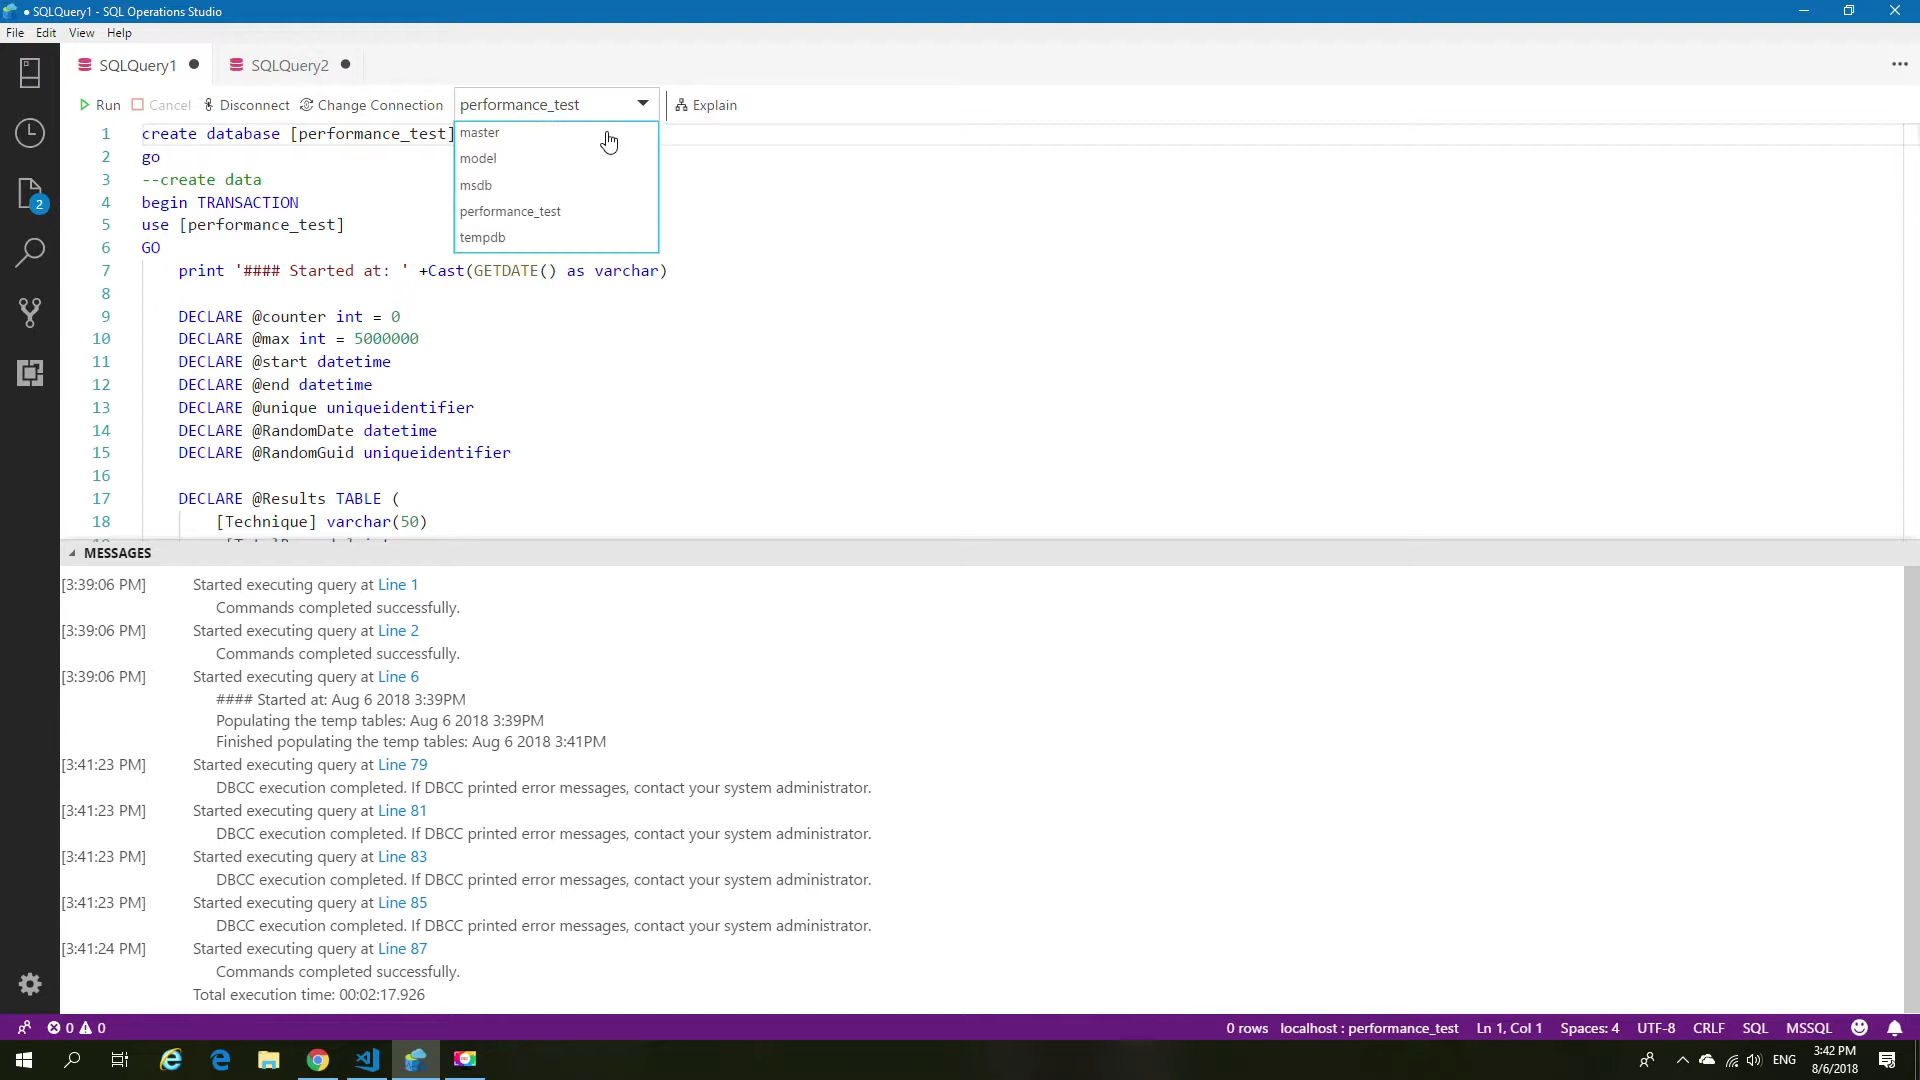 ● SQLQuery1 - SQL Operations Studio
File Edit View Help
SQLQuery1 ● SQLQuery2 ●
Run Cancel Disconnect Change Connection performance_test Explain
master
model
msdb
performance_test
tempdb
1 create database [performance_test]
2 go
3 --create data
4 begin TRANSACTION
5 use [performance_test]
6 GO
7 print '#### Started at: ' +Cast(GETDATE() as varchar)
8
9 DECLARE @counter int = 0
10 DECLARE @max int = 5000000
11 DECLARE @start datetime
12 DECLARE @end datetime
13 DECLARE @unique uniqueidentifier
14 DECLARE @RandomDate datetime
15 DECLARE @RandomGuid uniqueidentifier
16
17 DECLARE @Results TABLE (
18 [Technique] varchar(50)
2
MESSAGES
[3:39:06 PM] Started executing query at Line 1
Commands completed successfully.
[3:39:06 PM] Started executing query at Line 2
Commands completed successfully.
[3:39:06 PM] Started executing query at Line 6
#### Started at: Aug 6 2018 3:39PM
Populating the temp tables: Aug 6 2018 3:39PM
Finished populating the temp tables: Aug 6 2018 3:41PM
[3:41:23 PM] Started executing query at Line 79
DBCC execution completed. If DBCC printed error messages, contact your system administrator.
[3:41:23 PM] Started executing query at Line 81
DBCC execution completed. If DBCC printed error messages, contact your system administrator.
[3:41:23 PM] Started executing query at Line 83
DBCC execution completed. If DBCC printed error messages, contact your system administrator.
[3:41:23 PM] Started executing query at Line 85
DBCC execution completed. If DBCC printed error messages, contact your system administrator.
[3:41:24 PM] Started executing query at Line 87
Commands completed successfully.
Total execution time: 00:02:17.926
0 0 0 rows localhost : performance_test Ln 1, Col 1 Spaces: 4 UTF-8 CRLF SQL MSSQL
ENG 3:42 PM
8/6/2018